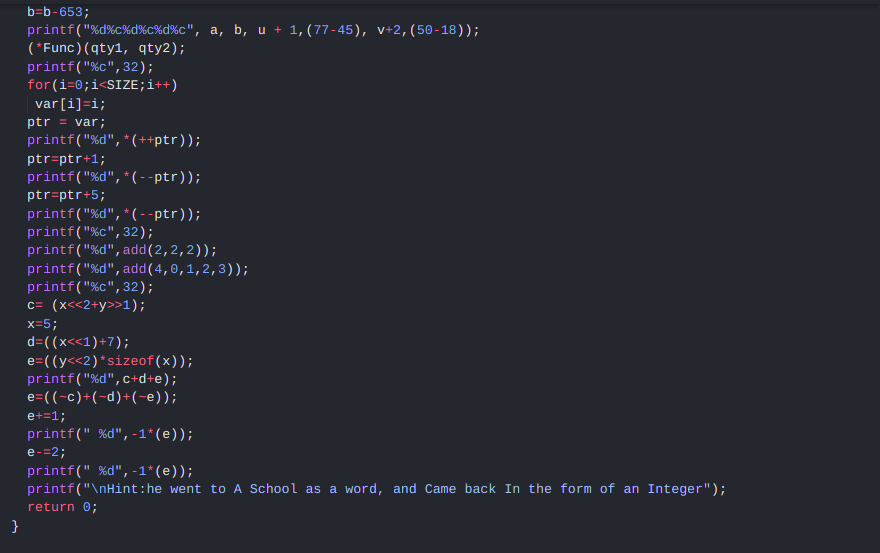 b=b-653;
printf("%d%c%d%c%d%c", a, b, u + 1,(77-45), v+2,(50-18));
(*Func)(qty1, qty2);
printf("%c",32);
for(i=0;i<SIZE;i++)
var[i]=i;
ptr = var;
printf("%d",*(++ptr));
ptr=ptr+1;
printf("%d",*(--ptr));
ptr=ptr+5;
printf("%d",*(--ptr));
printf("%c",32);
printf("%d",add(2,2,2));
printf("%d",add(4,0,1,2,3));
printf("%c",32);
c= (x<<2+y>>1);
x=5;
d=((x<<1)+7);
e=((y<<2)*sizeof(x));
printf("%d",c+d+e);
e=((~c)+(~d)+(~e));
e+=1;
printf(" %d",-1*(e));
e-=2;
printf(" %d",-1*(e));
printf("\nHint:he went to A School as a word, and Came back In the form of an Integer");
return 0;
}